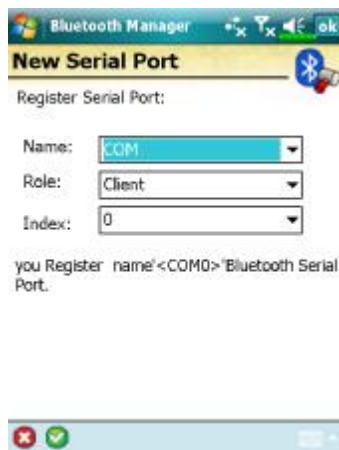 Bluetooth Manager ok
New Serial Port
Register Serial Port:
Name: COM
Role: Client
Index: 0
you Register name'<COM0>'Bluetooth Serial
Port.